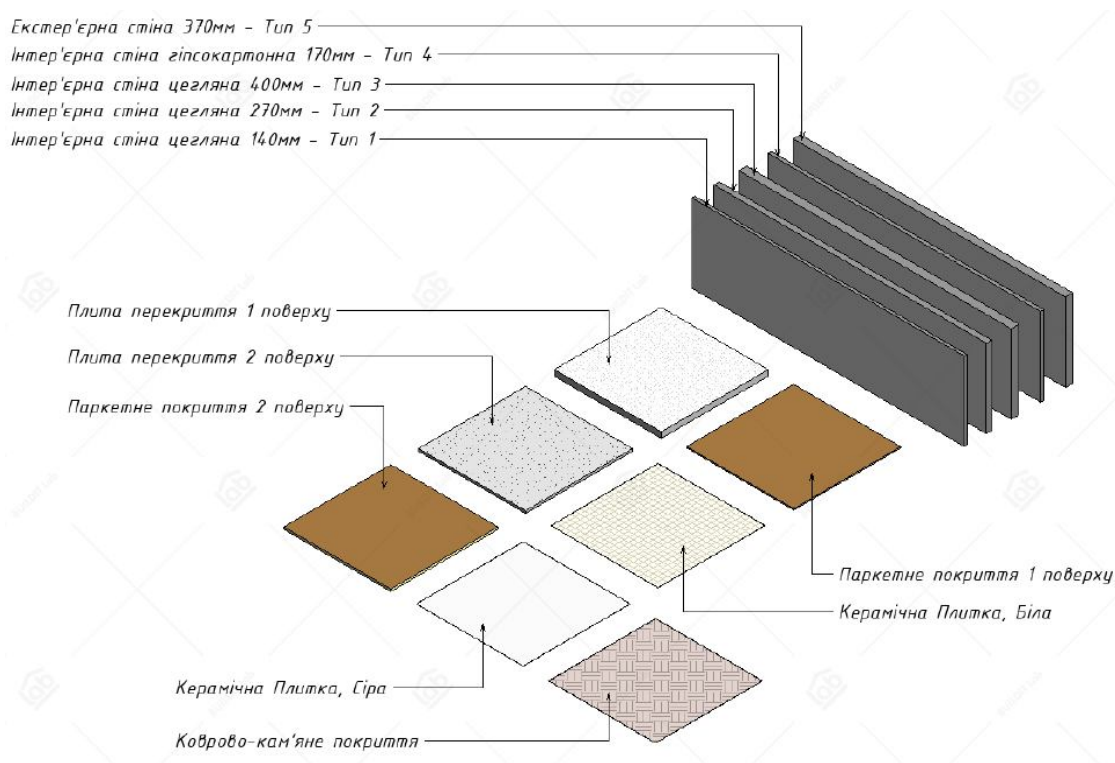 Екстер'єрна стіна 370мм - Тип 5
Інтер'єрна стіна гіпсокартонна 170мм - Тип 4
Інтер'єрна стіна цегляна 400мм - Тип 3
Інтер'єрна стіна цегляна 270мм - Тип 2
Інтер'єрна стіна цегляна 140мм - Тип 1
Плита перекриття 1 поверху
Плита перекриття 2 поверху
Паркетне покриття 2 поверху
Паркетне покриття 1 поверху
Керамічна Плитка, Біла
Керамічна Плитка, Сіра
Коврово-кам'яне покриття